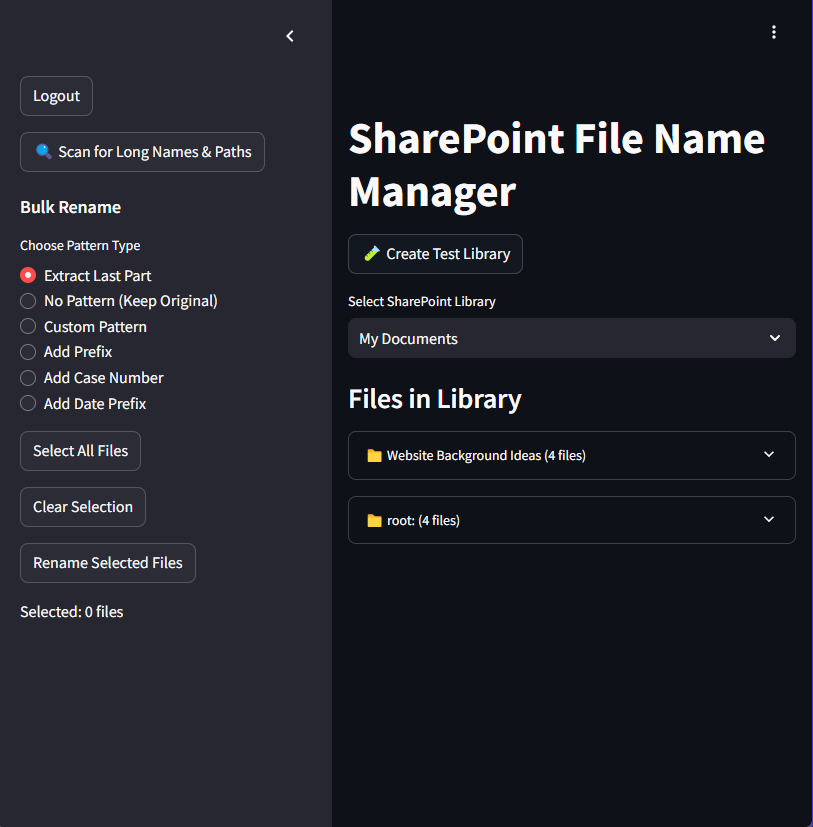 Logout
Scan for Long Names & Paths
Bulk Rename
Choose Pattern Type
Extract Last Part
No Pattern (Keep Original)
Custom Pattern
Add Prefix
Add Case Number
Add Date Prefix
Select All Files
Clear Selection
Rename Selected Files
Selected: 0 files
SharePoint File Name
Manager
Create Test Library
Select SharePoint Library
My Documents
Files in Library
Website Background Ideas (4 files)
root: (4 files)